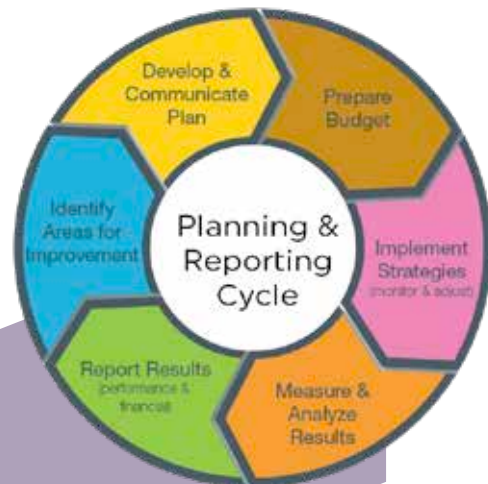 Planning &
Reporting
Cycle
Develop &
Communicate
Plan
Prepare
Budget
Implement
Strategies
(monitor & adjust)
Measure &
Analyze
Results
Report Results
(performance &
financial)
Identify
Areas for
Improvement